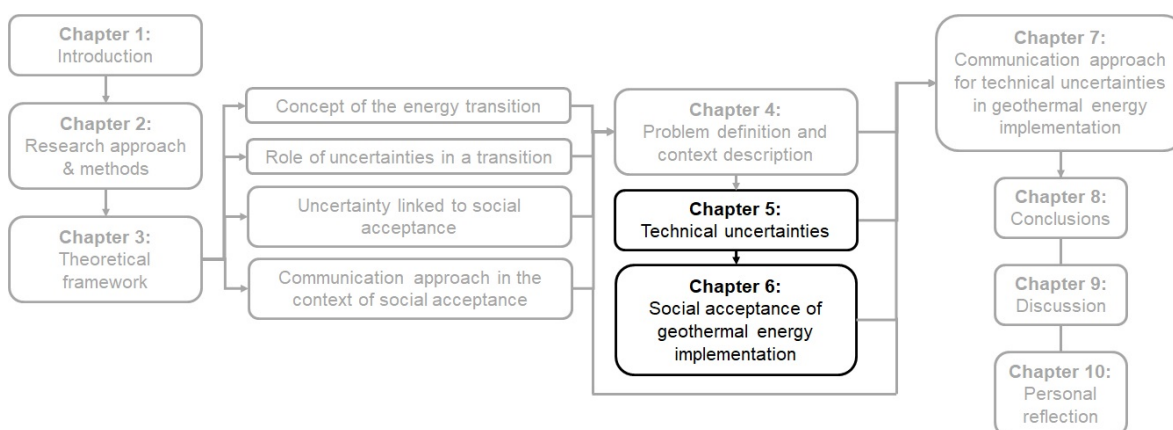 Chapter 1:
Introduction
Chapter 2:
Research approach
& methods
Chapter 3:
Theoretical
framework
Concept of the energy transition
Role of uncertainties in a transition
Uncertainty linked to social
acceptance
Communication approach in the
context of social acceptance
Chapter 4:
Problem definition and
context description
Chapter 5:
Technical uncertainties
Chapter 6:
Social acceptance of
geothermal energy
implementation
Chapter 7:
Communication approach
for technical uncertainties
in geothermal energy
implementation
Chapter 8:
Conclusions
Chapter 9:
Discussion
Chapter 10:
Personal
reflection